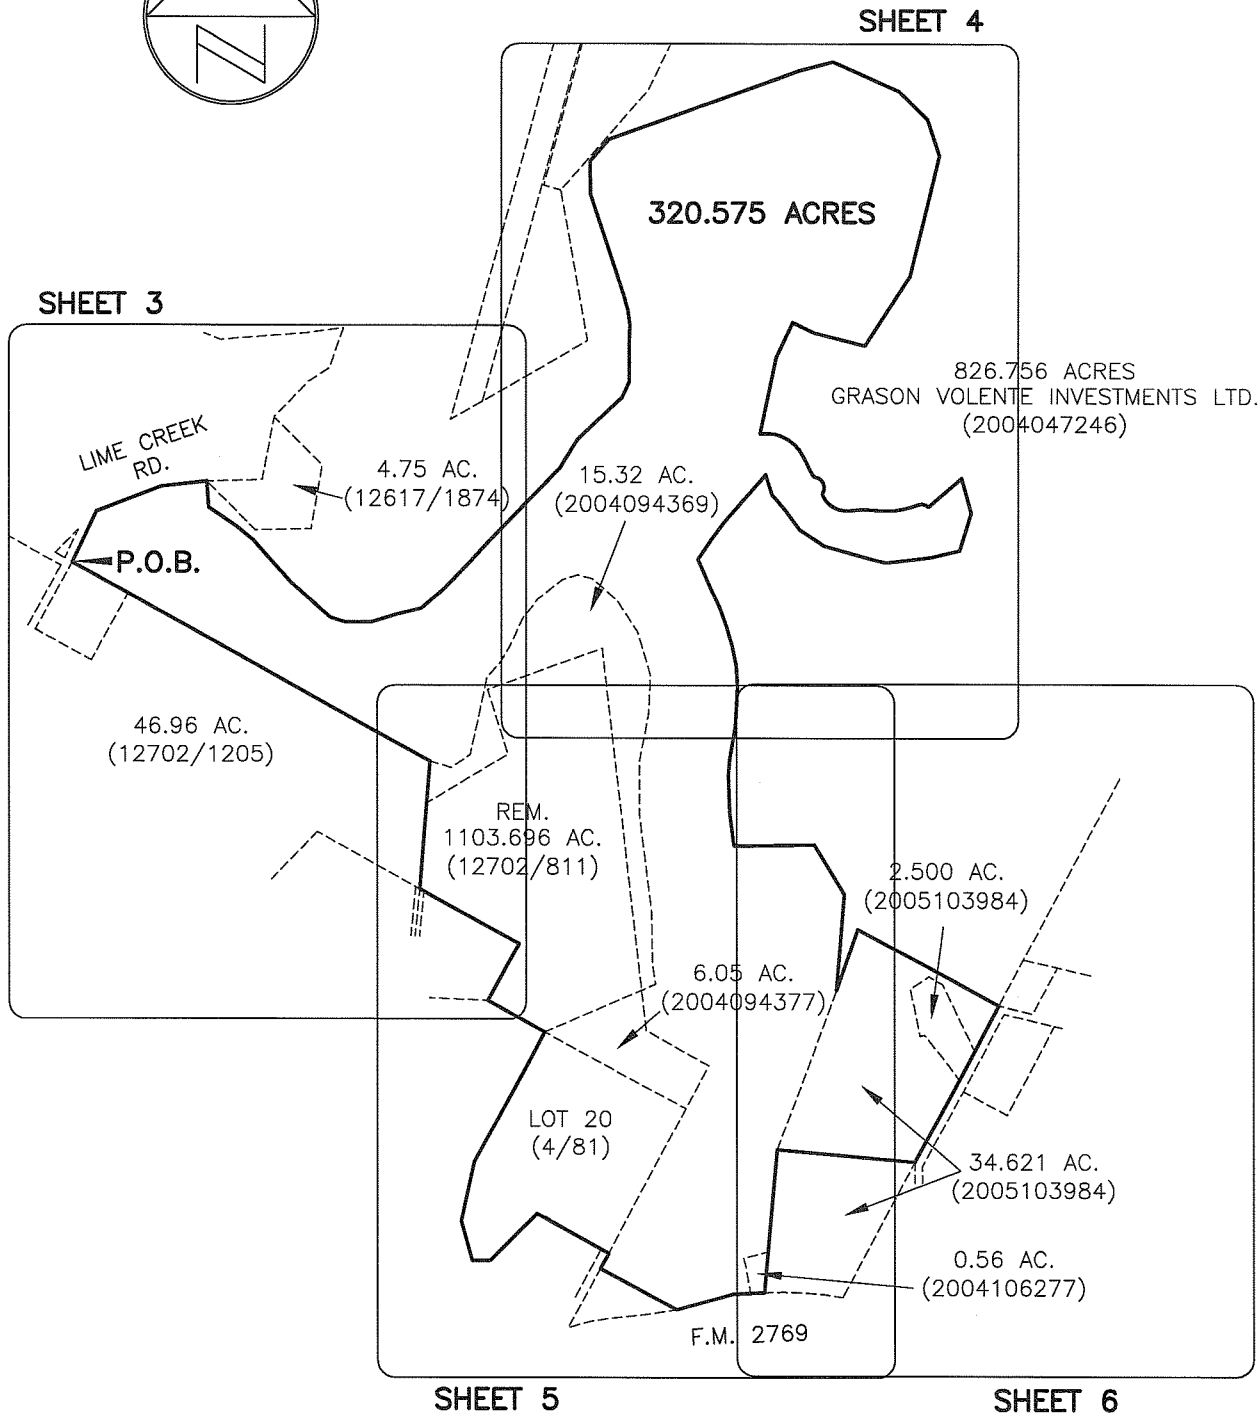 SHEET 4
320.575 ACRES
SHEET 3
826.756 ACRES
GRASON VOLENTE INVESTMENTS LTD.
(2004047246)
LIME CREEK
RD.
4.75 AC.
(12617/1874)
15.32 AC.
(2004094369)
P.O.B.
46.96 AC.
(12702/1205)
REM.
1103.696 AC.
(12702/811)
2.500 AC.
(2005103984)
6.05 AC.
(2004094377)
LOT 20
(4/81)
34.621 AC.
(2005103984)
0.56 AC.
(2004106277)
F.M. 2769
SHEET 5
SHEET 6